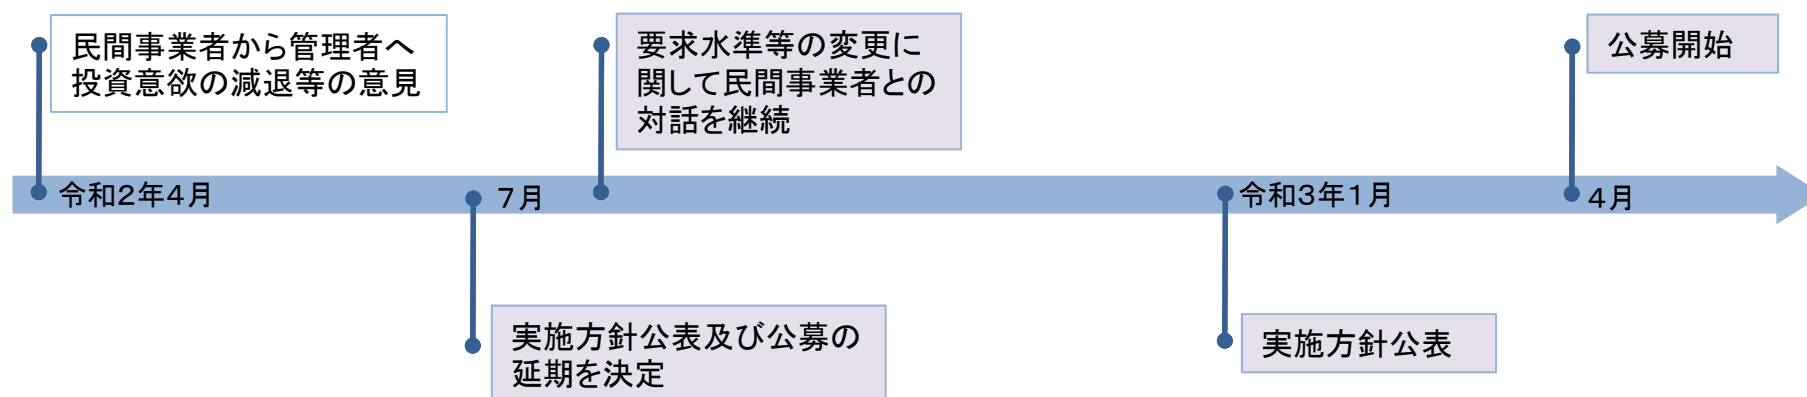 民間事業者から管理者へ
投資意欲の減退等の意見
要求水準等の変更に
関して民間事業者との
対話を継続
公募開始
令和２年４月
７月
令和３年１月
４月
実施方針公表及び公募の
延期を決定
実施方針公表